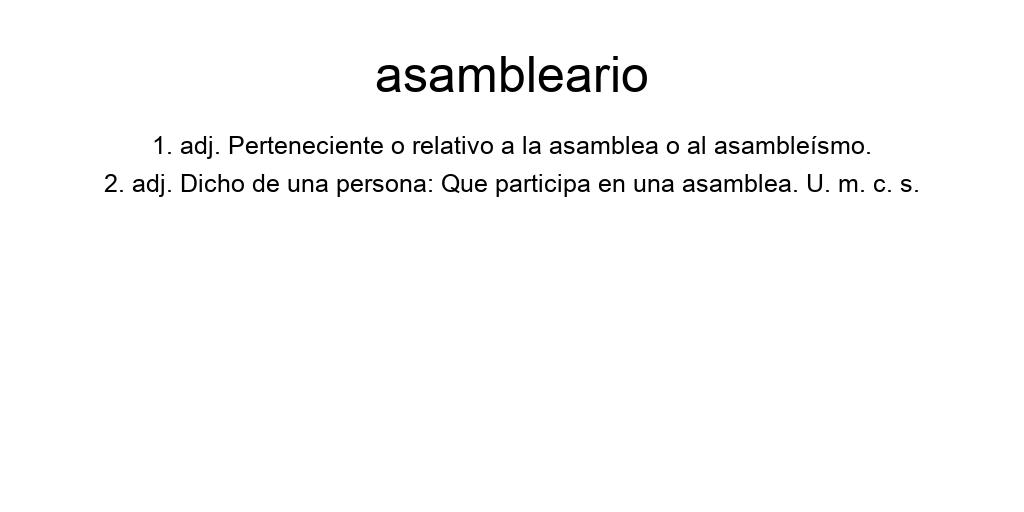 asambleario
1. adj. Perteneciente o relativo a la asamblea o al asambleísmo.
2. adj. Dicho de una persona: Que participa en una asamblea. U. m. c. s.